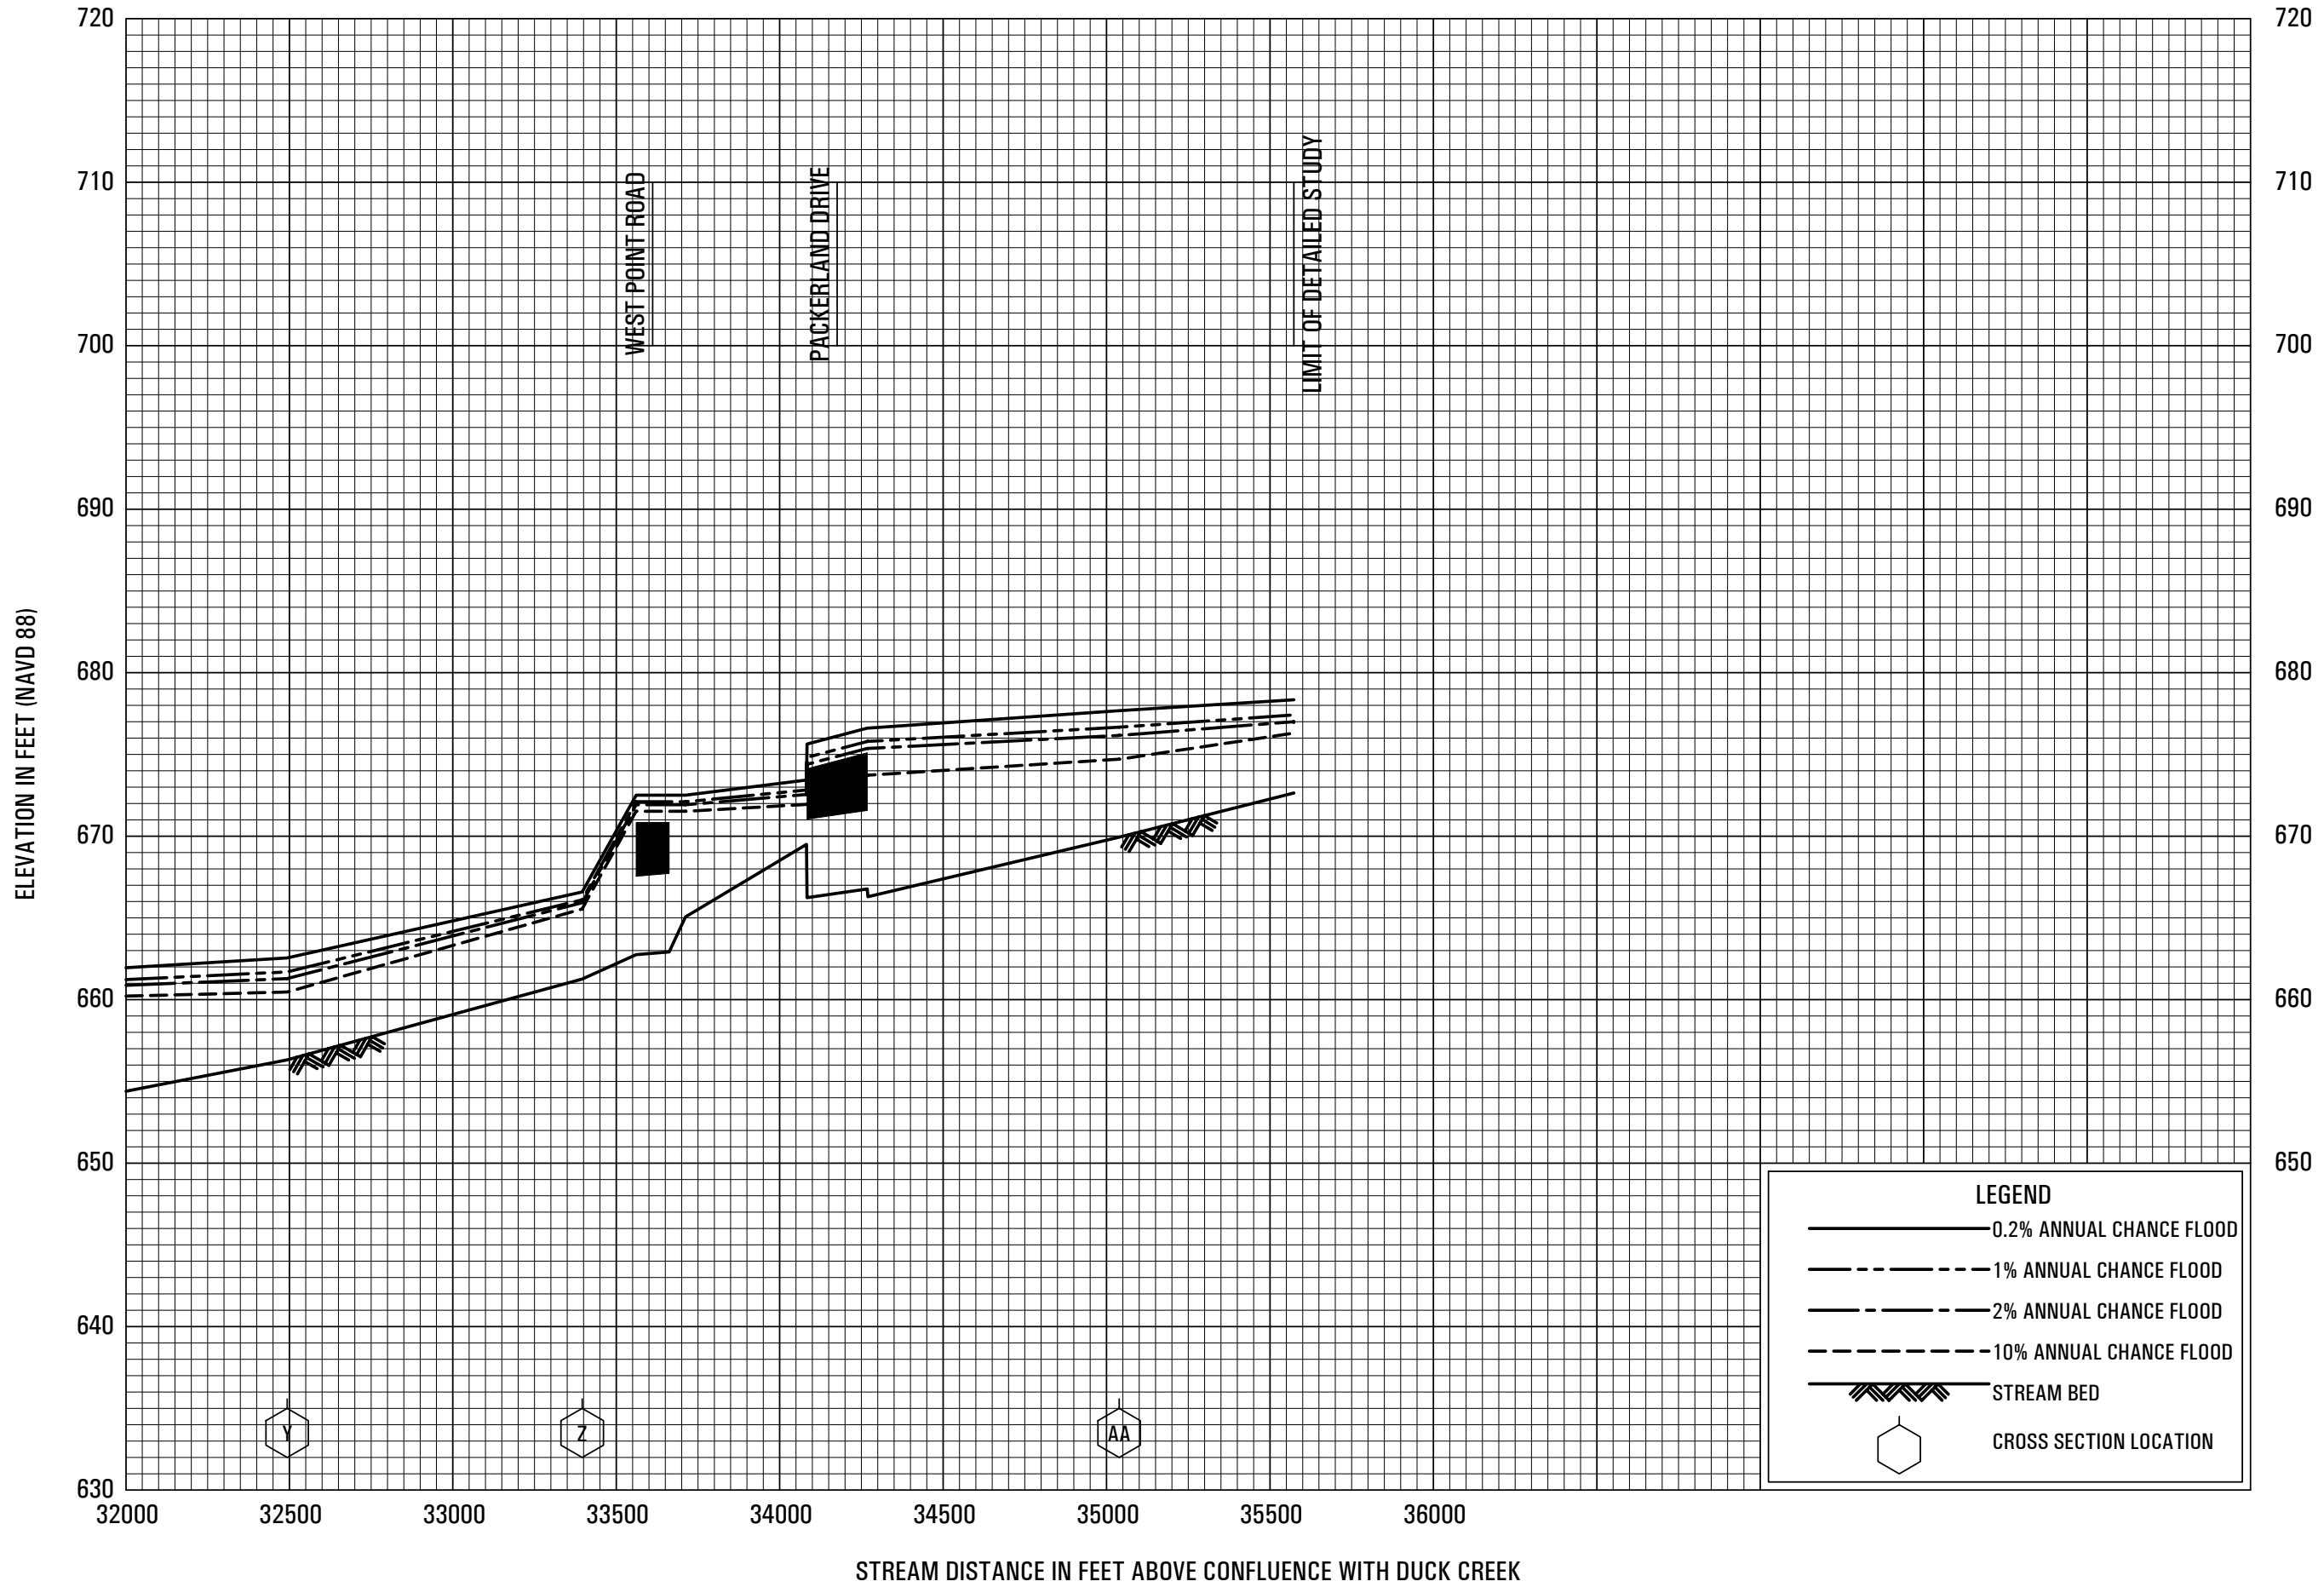 720
720
710
710
700
700
690
690
680
680
670
670
660
660
650
650
640
630
WEST POINT ROAD
PACKERLAND DRIVE
LIMIT OF DETAILED STUDY
ELEVATION IN FEET (NAVD 88)
LEGEND
0.2% ANNUAL CHANCE FLOOD
1% ANNUAL CHANCE FLOOD
2% ANNUAL CHANCE FLOOD
10% ANNUAL CHANCE FLOOD
STREAM BED
CROSS SECTION LOCATION
Y
Z
AA
32000
32500
33000
33500
34000
34500
35000
35500
36000
STREAM DISTANCE IN FEET ABOVE CONFLUENCE WITH DUCK CREEK